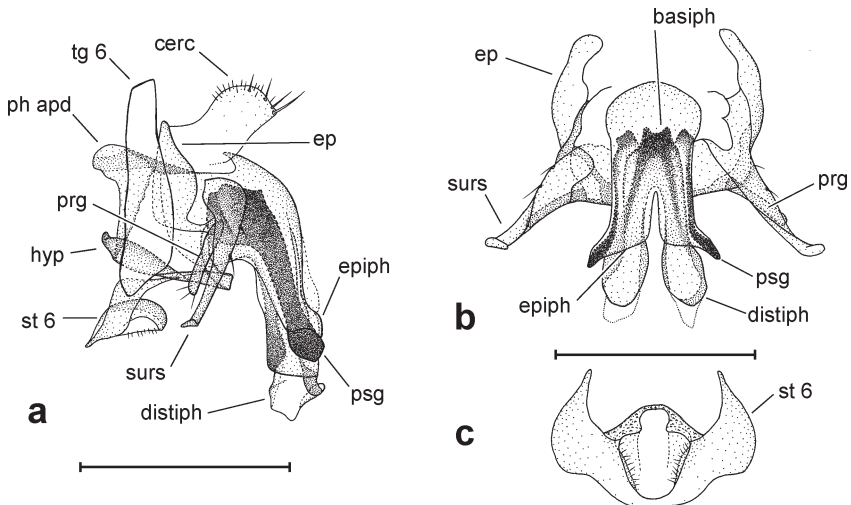 tg 6
cerc
ph apd
ep
prg
hyp
epiph
st 6
surs
psg
distiph
a
basiph
ep
surs
prg
psg
epiph
distiph
b
st 6
c